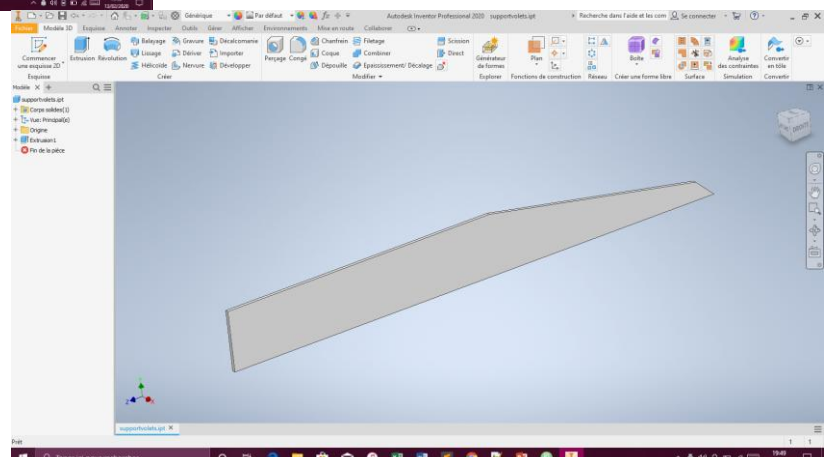 13/02/2020
Générique
Par défaut
Autodesk Inventor Professional 2020 supportvolets.ipt
Recherche dans l'aide et les com
Se connecter
Fichier Modèle 3D Esquisse Annoter Inspecter Outils Gérer Afficher Environnements Mise en route Collaborer
Balayage Gravure Décalcomanie Chanfrein Filetage Scission
Commencer une esquisse 2D Extrusion Révolution Lissage Dériver Importer Perçage Congé Coque Combiner Direct Générateur de formes Plan Boîte Analyse des contraintes Convertir en tôle
Hélicoïde Nervure Développer Dépouille Epaississement/ Décalage
Esquisse Créer Modifier Explorer Fonctions de construction Réseau Créer une forme libre Surface Simulation Convertir
Modèle
supportvolets.ipt
Corps solides(1)
Vue: Principal(e)
Origine
Extrusion1
Fin de la pièce
DROITE
supportvolets.ipt
Prêt
1 1
19:49